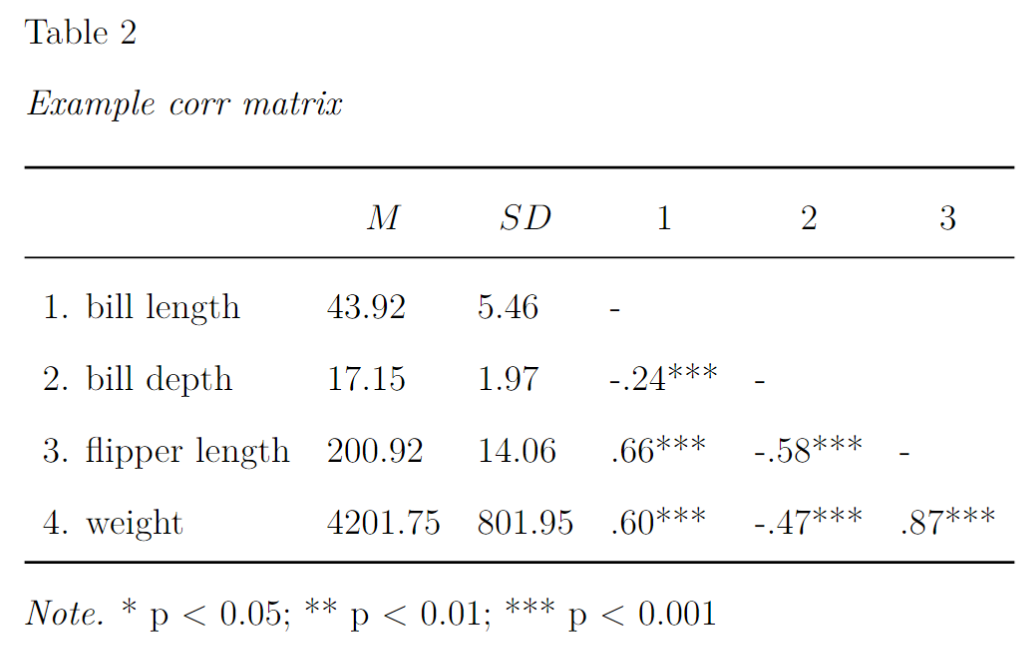 Table 2
Example corr matrix
M SD 1 2 3
1. bill length 43.92 5.46 -
2. bill depth 17.15 1.97 -.24*** -
3. flipper length 200.92 14.06 .66*** -.58*** -
4. weight 4201.75 801.95 .60*** -.47*** .87***
Note. * p < 0.05; ** p < 0.01; *** p < 0.001